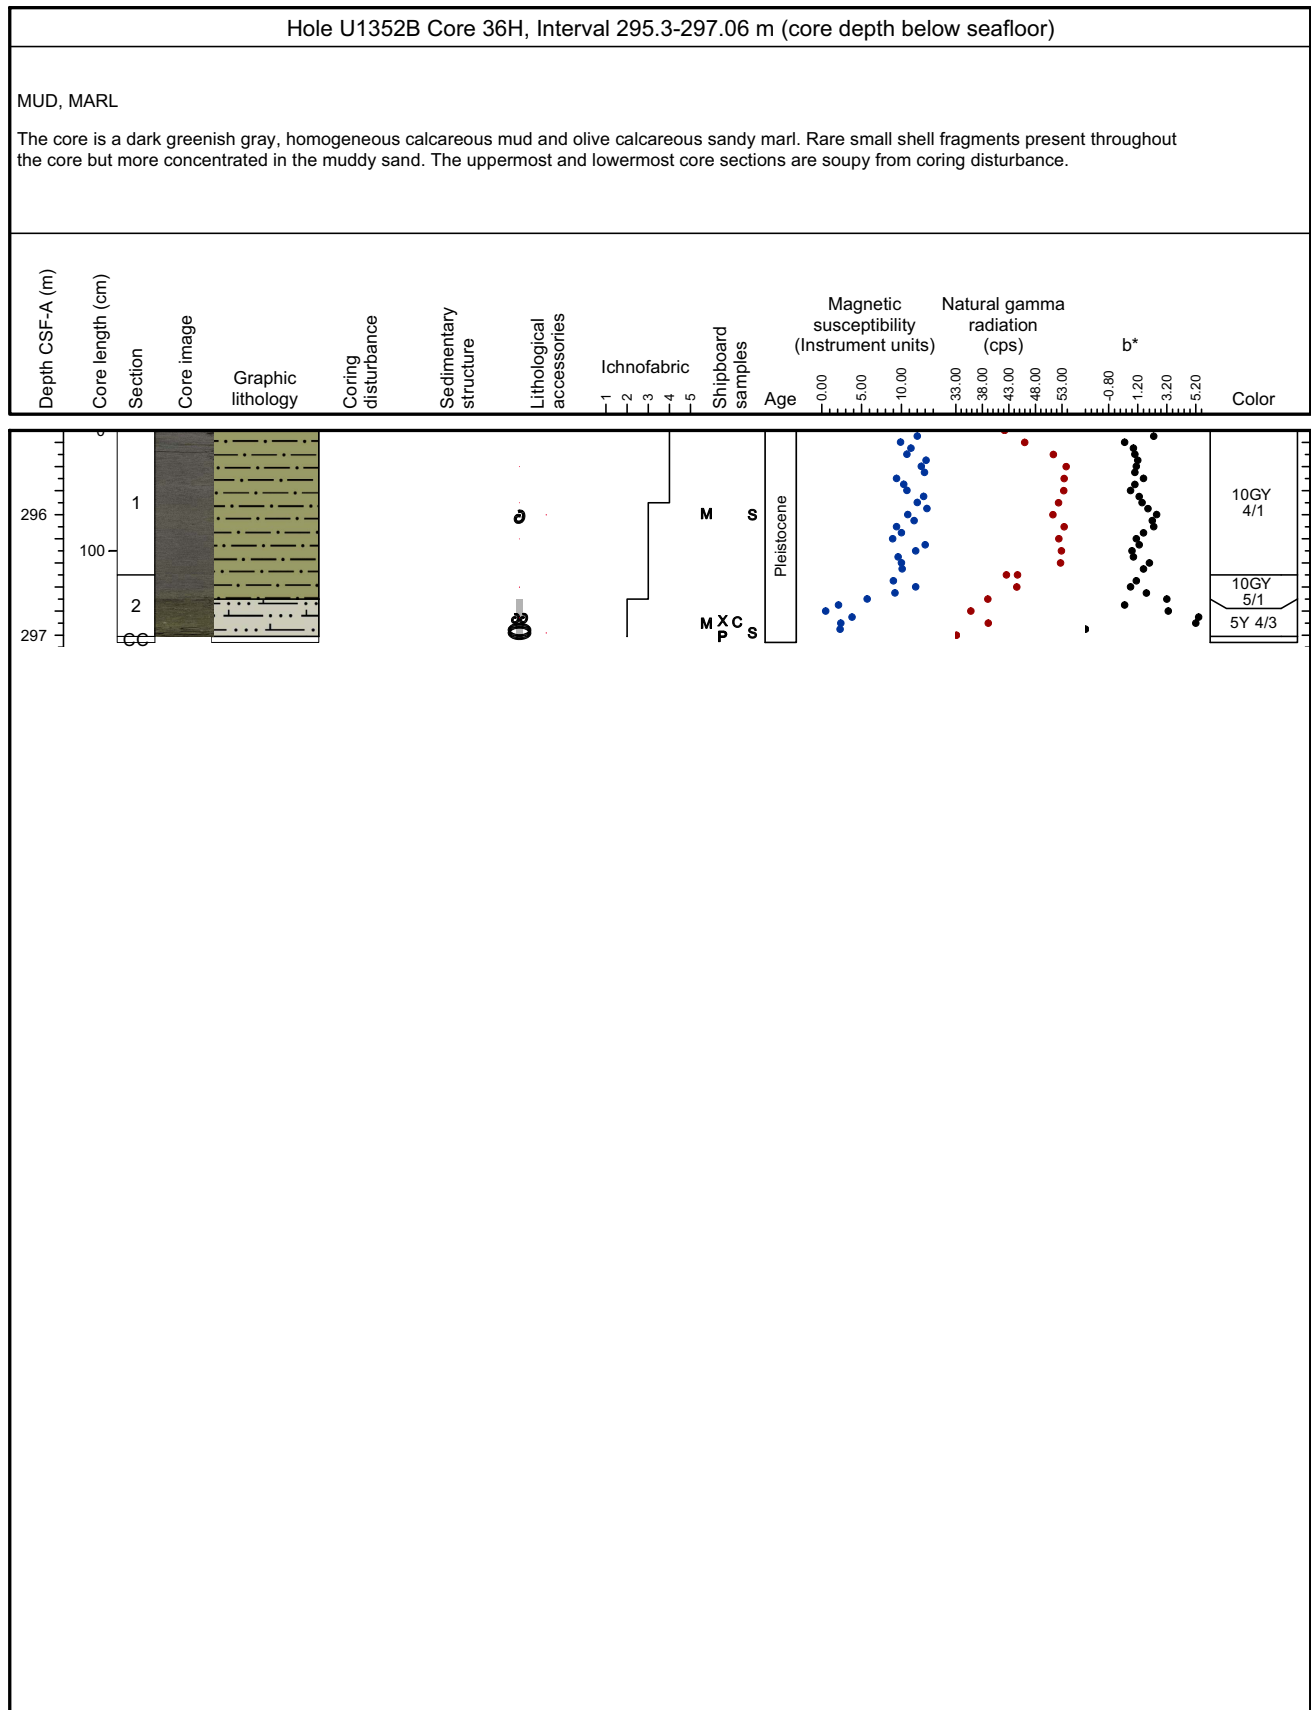 Hole U1352B Core 36H, Interval 295.3-297.06 m (core depth below seafloor)
MUD, MARL
The core is a dark greenish gray, homogeneous calcareous mud and olive calcareous sandy marl. Rare small shell fragments present throughout
the core but more concentrated in the muddy sand. The uppermost and lowermost core sections are soupy from coring disturbance.
Depth CSF-A (m)
Core length (cm)
Section
Core image
Graphic
lithology
Coring
disturbance
Sedimentary
structure
Lithological
accessories
Ichnofabric
1 2 3 4 5
Shipboard
samples
Age
Magnetic
susceptibility
(Instrument units)
0.00 5.00 10.00
Natural gamma
radiation
(cps)
33.00 38.00 43.00 48.00 53.00
b*
-0.80 1.20 3.20 5.20
Color
0
296
297
100
1
2
CC
M S
M X C
P S
Pleistocene
10GY
4/1
10GY
5/1
5Y 4/3